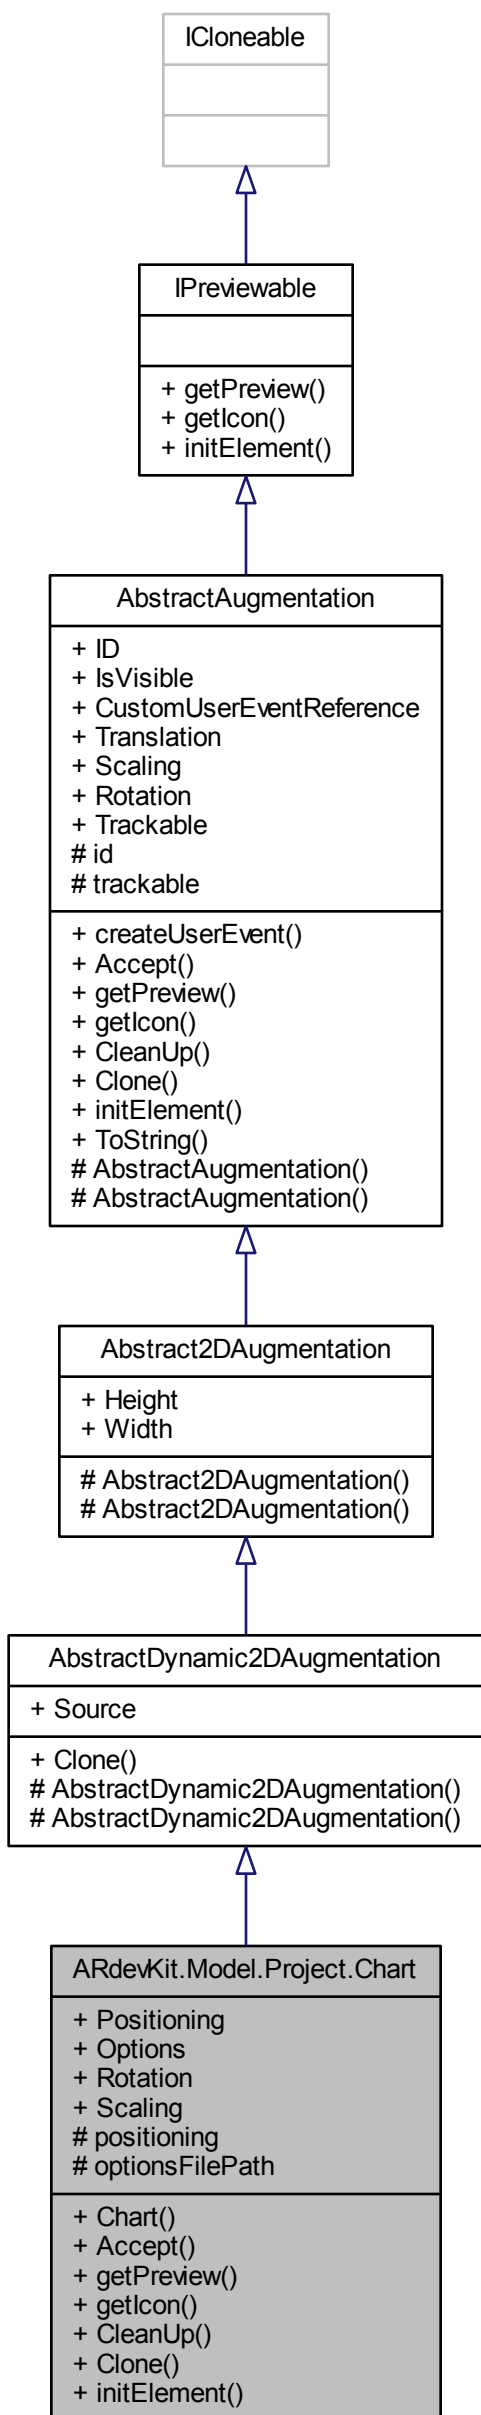 ICloneable
IPreviewable
+ getPreview()
+ getIcon()
+ initElement()
AbstractAugmentation
+ ID
+ IsVisible
+ CustomUserEventReference
+ Translation
+ Scaling
+ Rotation
+ Trackable
# id
# trackable
+ createUserEvent()
+ Accept()
+ getPreview()
+ getIcon()
+ CleanUp()
+ Clone()
+ initElement()
+ ToString()
# AbstractAugmentation()
# AbstractAugmentation()
Abstract2DAugmentation
+ Height
+ Width
# Abstract2DAugmentation()
# Abstract2DAugmentation()
AbstractDynamic2DAugmentation
+ Source
+ Clone()
# AbstractDynamic2DAugmentation()
# AbstractDynamic2DAugmentation()
ARdevKit.Model.Project.Chart
+ Positioning
+ Options
+ Rotation
+ Scaling
# positioning
# optionsFilePath
+ Chart()
+ Accept()
+ getPreview()
+ getIcon()
+ CleanUp()
+ Clone()
+ initElement()